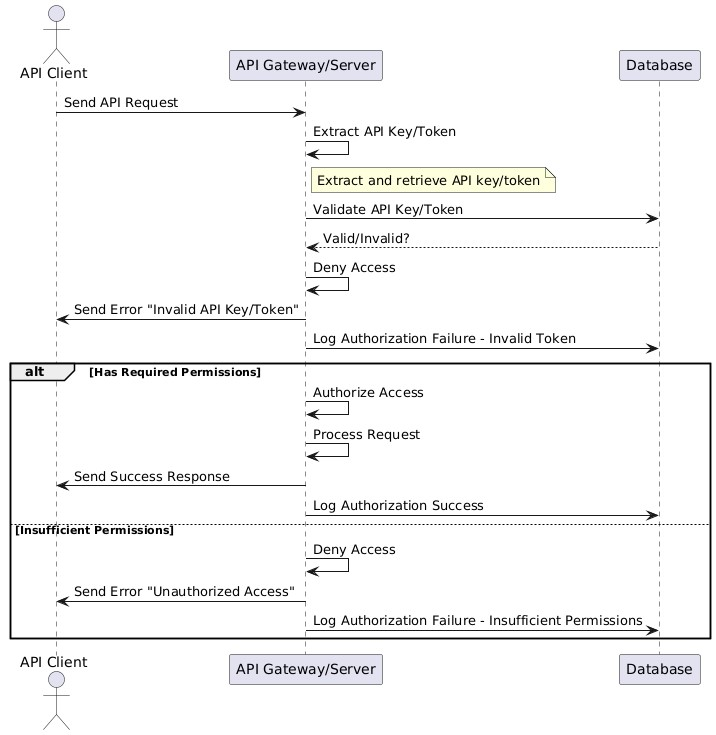 API Client
API Gateway/Server
Database
Send API Request
Extract API Key/Token
Extract and retrieve API key/token
Validate API Key/Token
Valid/Invalid?
Deny Access
Send Error "Invalid API Key/Token"
Log Authorization Failure - Invalid Token
alt
[Has Required Permissions]
Authorize Access
Process Request
Send Success Response
Log Authorization Success
[Insufficient Permissions]
Deny Access
Send Error "Unauthorized Access"
Log Authorization Failure - Insufficient Permissions
API Client
API Gateway/Server
Database